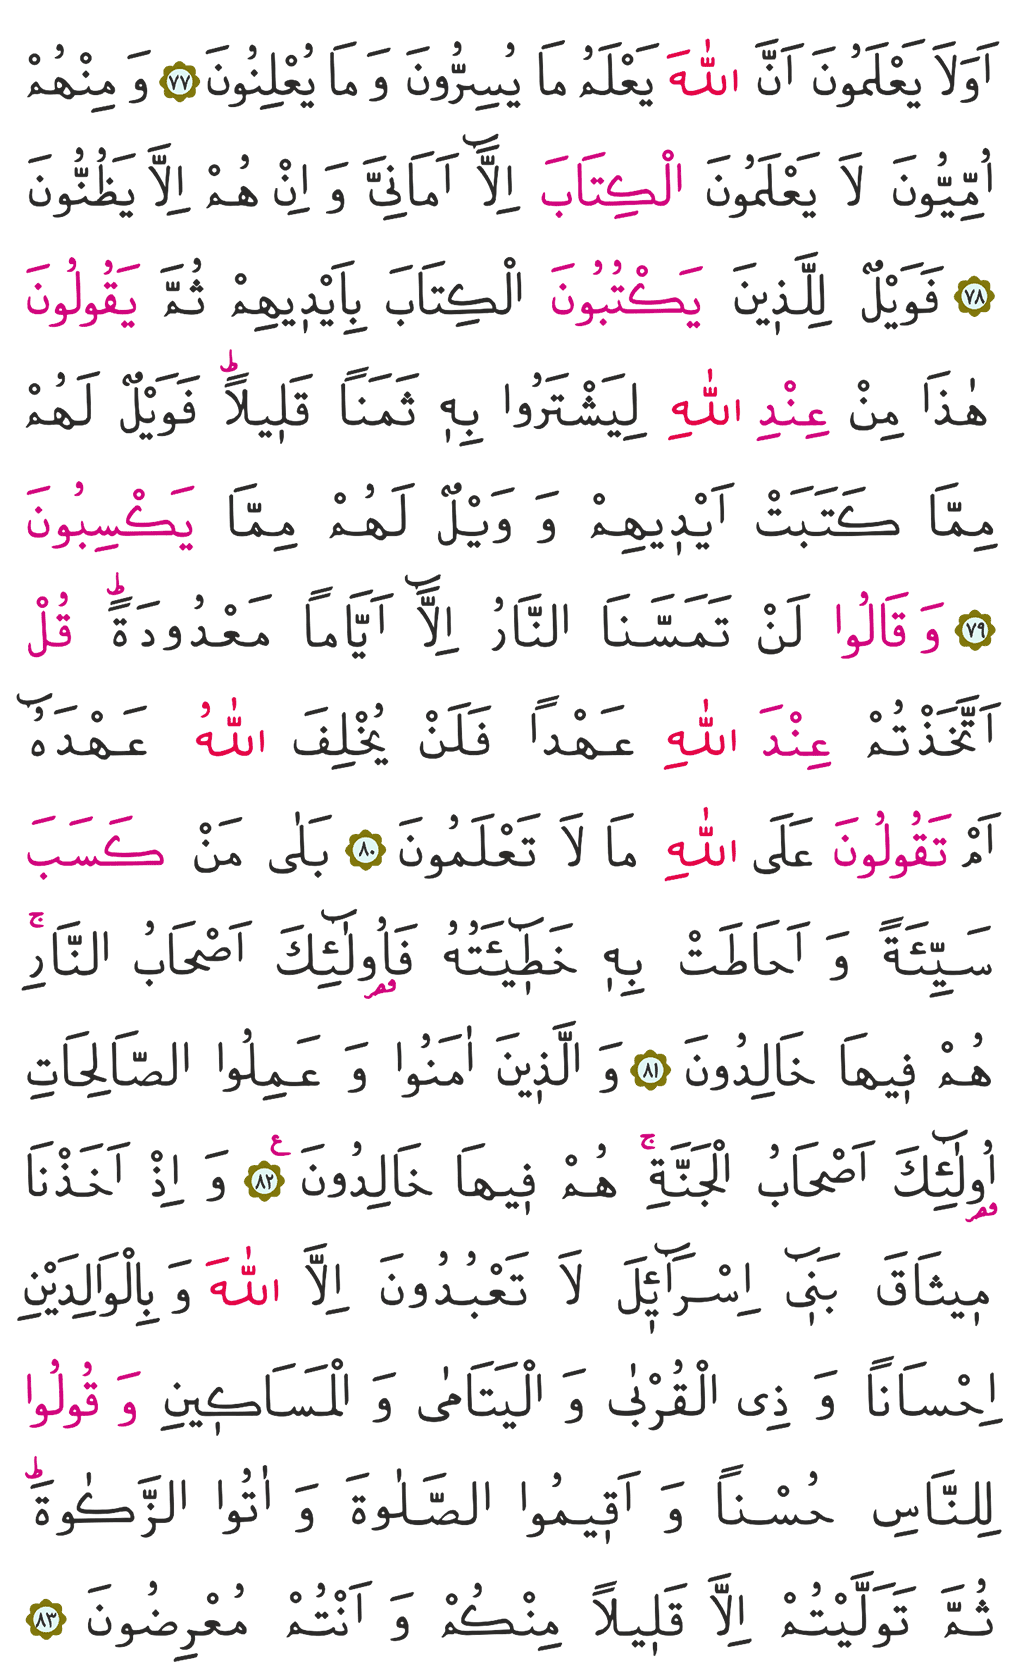 اَوَلَا يَعْلَمُونَ اَنَّ اللّٰهَ يَعْلَمُ مَا يُسِرُّونَ وَ مَا يُعْلِنُونَ ﴿٧٧﴾ وَ مِنْهُمْ
اُمِّيُّونَ لَا يَعْلَمُونَ الْكِتَابَ اِلَّآ اَمَانِيَّ وَ اِنْ هُمْ اِلَّا يَظُنُّونَ
﴿٧٨﴾ فَوَيْلٌ لِلَّذ۪ينَ يَكْتُبُونَ الْكِتَابَ بِاَيْد۪يهِمْ ثُمَّ يَقُولُونَ
هٰذَا مِنْ عِنْدِ اللّٰهِ لِيَشْتَرُوا بِه۪ ثَمَنًا قَل۪يلًاۜ فَوَيْلٌ لَهُمْ
مِمَّا كَتَبَتْ اَيْد۪يهِمْ وَ وَيْلٌ لَهُمْ مِمَّا يَكْسِبُونَ
﴿٧٩﴾ وَ قَالُوا لَنْ تَمَسَّنَا النَّارُ اِلَّآ اَيَّامًا مَعْدُودَةًۜ قُلْ
اَتَّخَذْتُمْ عِنْدَ اللّٰهِ عَهْدًا فَلَنْ يُخْلِفَ اللّٰهُ عَهْدَهُٓ
اَمْ تَقُولُونَ عَلَى اللّٰهِ مَا لَا تَعْلَمُونَ ﴿٨٠﴾ بَلٰى مَنْ كَسَبَ
سَيِّئَةً وَ اَحَاطَتْ بِه۪ خَط۪ٓيـَٔتُهُ فَاُو۬لٰٓئِكَ اَصْحَابُ النَّارِۚ
هُمْ ف۪يهَا خَالِدُونَ ﴿٨١﴾ وَ الَّذ۪ينَ اٰمَنُوا وَ عَمِلُوا الصَّالِحَاتِ
اُو۬لٰٓئِكَ اَصْحَابُ الْجَنَّةِۚ هُمْ ف۪يهَا خَالِدُونَ ع ﴿٨٢﴾ وَ اِذْ اَخَذْنَا
م۪يثَاقَ بَن۪ٓي اِسْرَٓائ۪لَ لَا تَعْبُدُونَ اِلَّا اللّٰهَ وَ بِالْوَالِدَيْنِ
اِحْسَانًا وَ ذِى الْقُرْبٰى وَ الْيَتَامٰى وَ الْمَسَاك۪ينِ وَ قُولُوا
لِلنَّاسِ حُسْنًا وَ اَق۪يمُوا الصَّلٰوةَ وَ اٰتُوا الزَّكٰوةَۜ
ثُمَّ تَوَلَّيْتُمْ اِلَّا قَل۪يلًا مِنْكُمْ وَ اَنْتُمْ مُعْرِضُونَ ﴿٨٣﴾